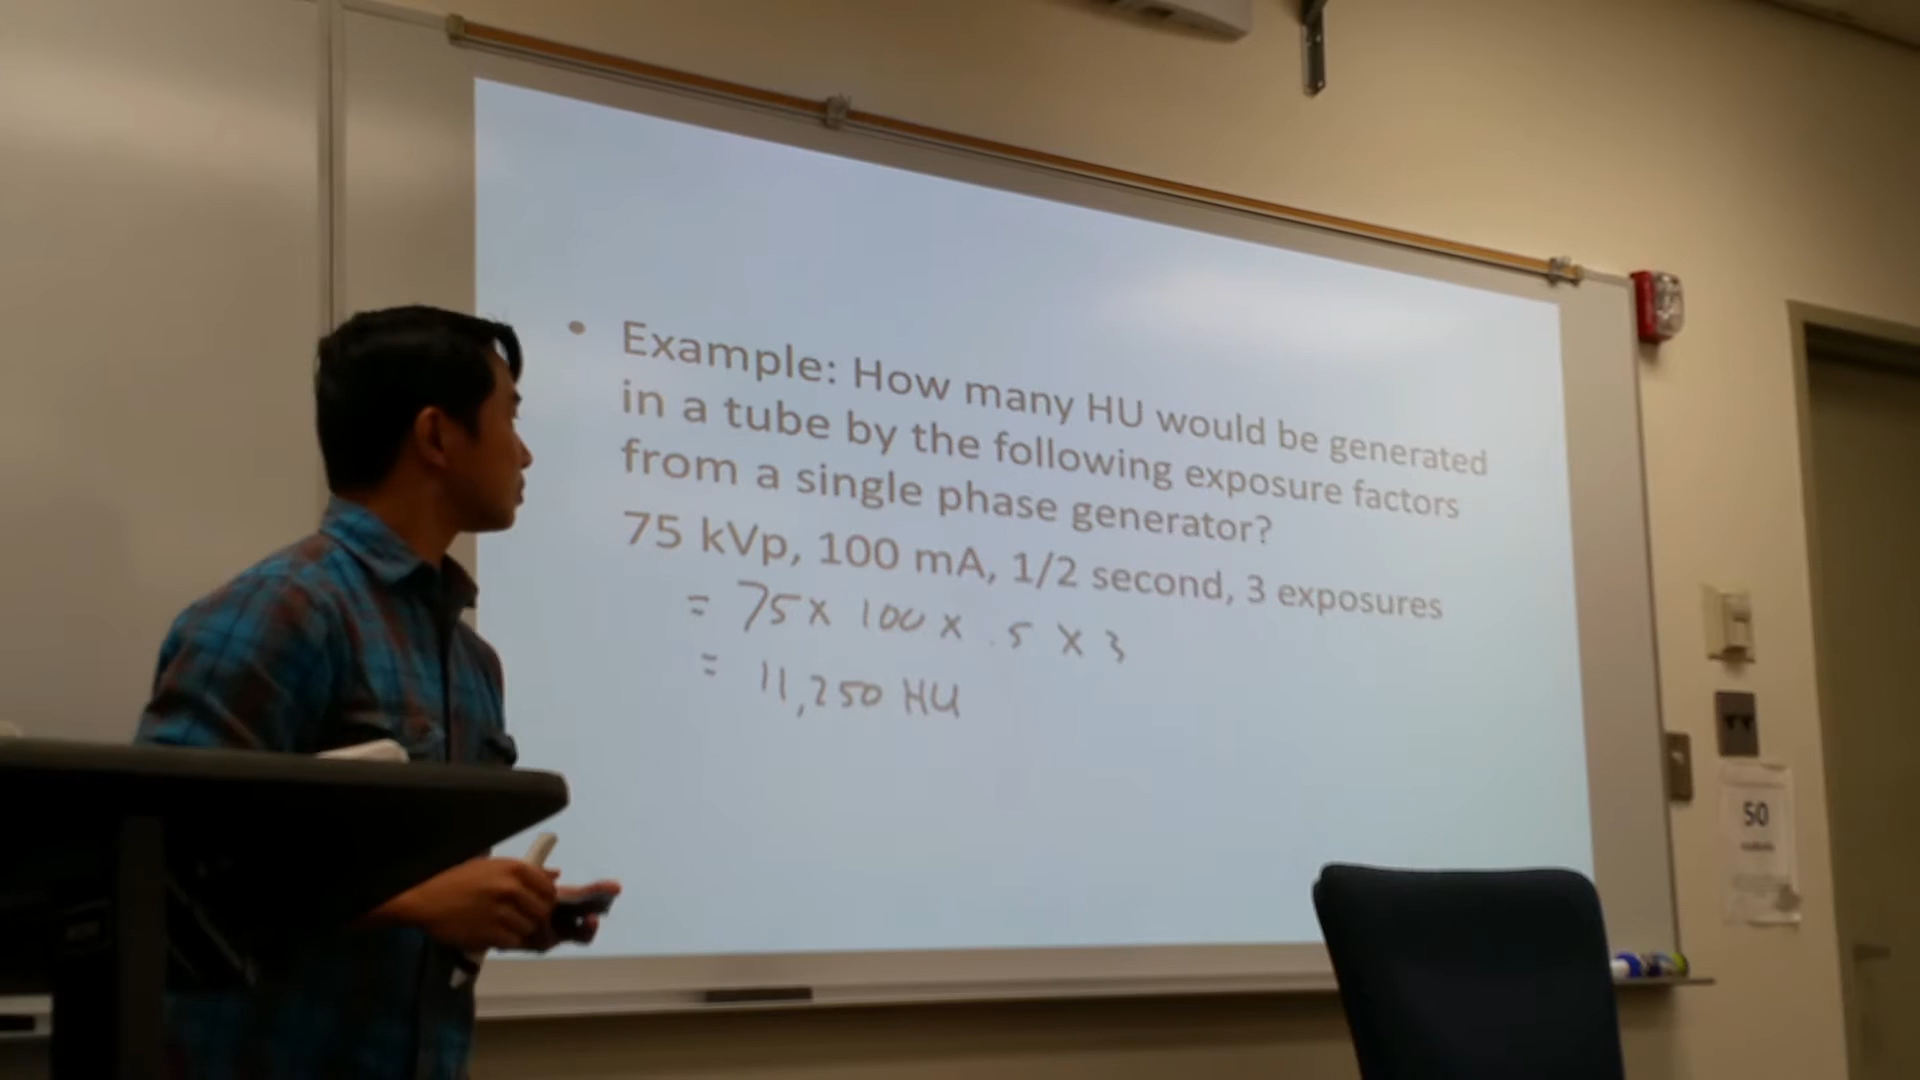 • Example: How many HU would be generated
in a tube by the following exposure factors
from a single phase generator?
75 kVp, 100 mA, 1/2 second, 3 exposures
= 75 x 100 x .5 x 3
= 11,250 HU
50